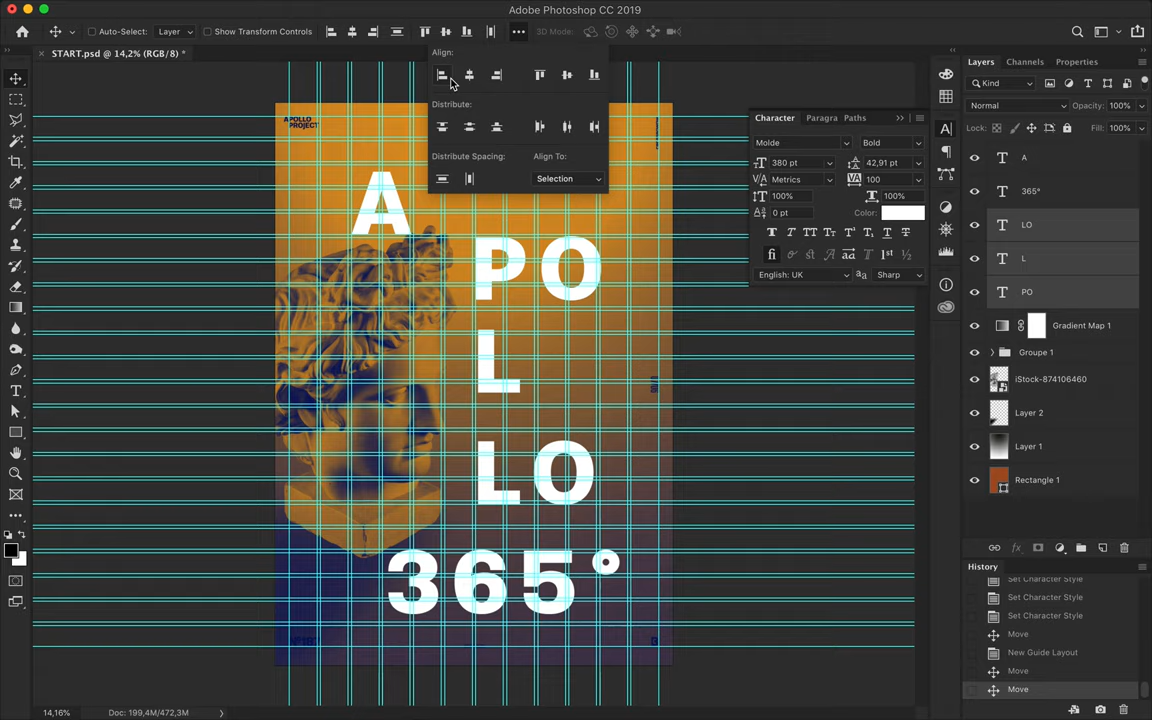 Adobe Photoshop CC 2019
Auto-Select:
Layer
Show Transform Controls
3D Mode:
START.psd @ 14,2% (RGB/8) *
Align:
Distribute:
Distribute Spacing:
Align To:
Selection
APOLLO
PROJECT
A
PO
L
LO
365°
Character
Paragra
Paths
Molde
Bold
380 pt
42,91 pt
Metrics
100
100%
100%
0 pt
Color:
English: UK
Sharp
Layers
Channels
Properties
Kind
Normal
Opacity:
100%
Lock:
Fill:
100%
A
365°
LO
L
PO
Gradient Map 1
Groupe 1
iStock-874106460
Layer 2
Layer 1
Rectangle 1
History
Set Character Style
Set Character Style
Set Character Style
Move
New Guide Layout
Move
Move
14,16%
Doc: 199,4M/472,3M